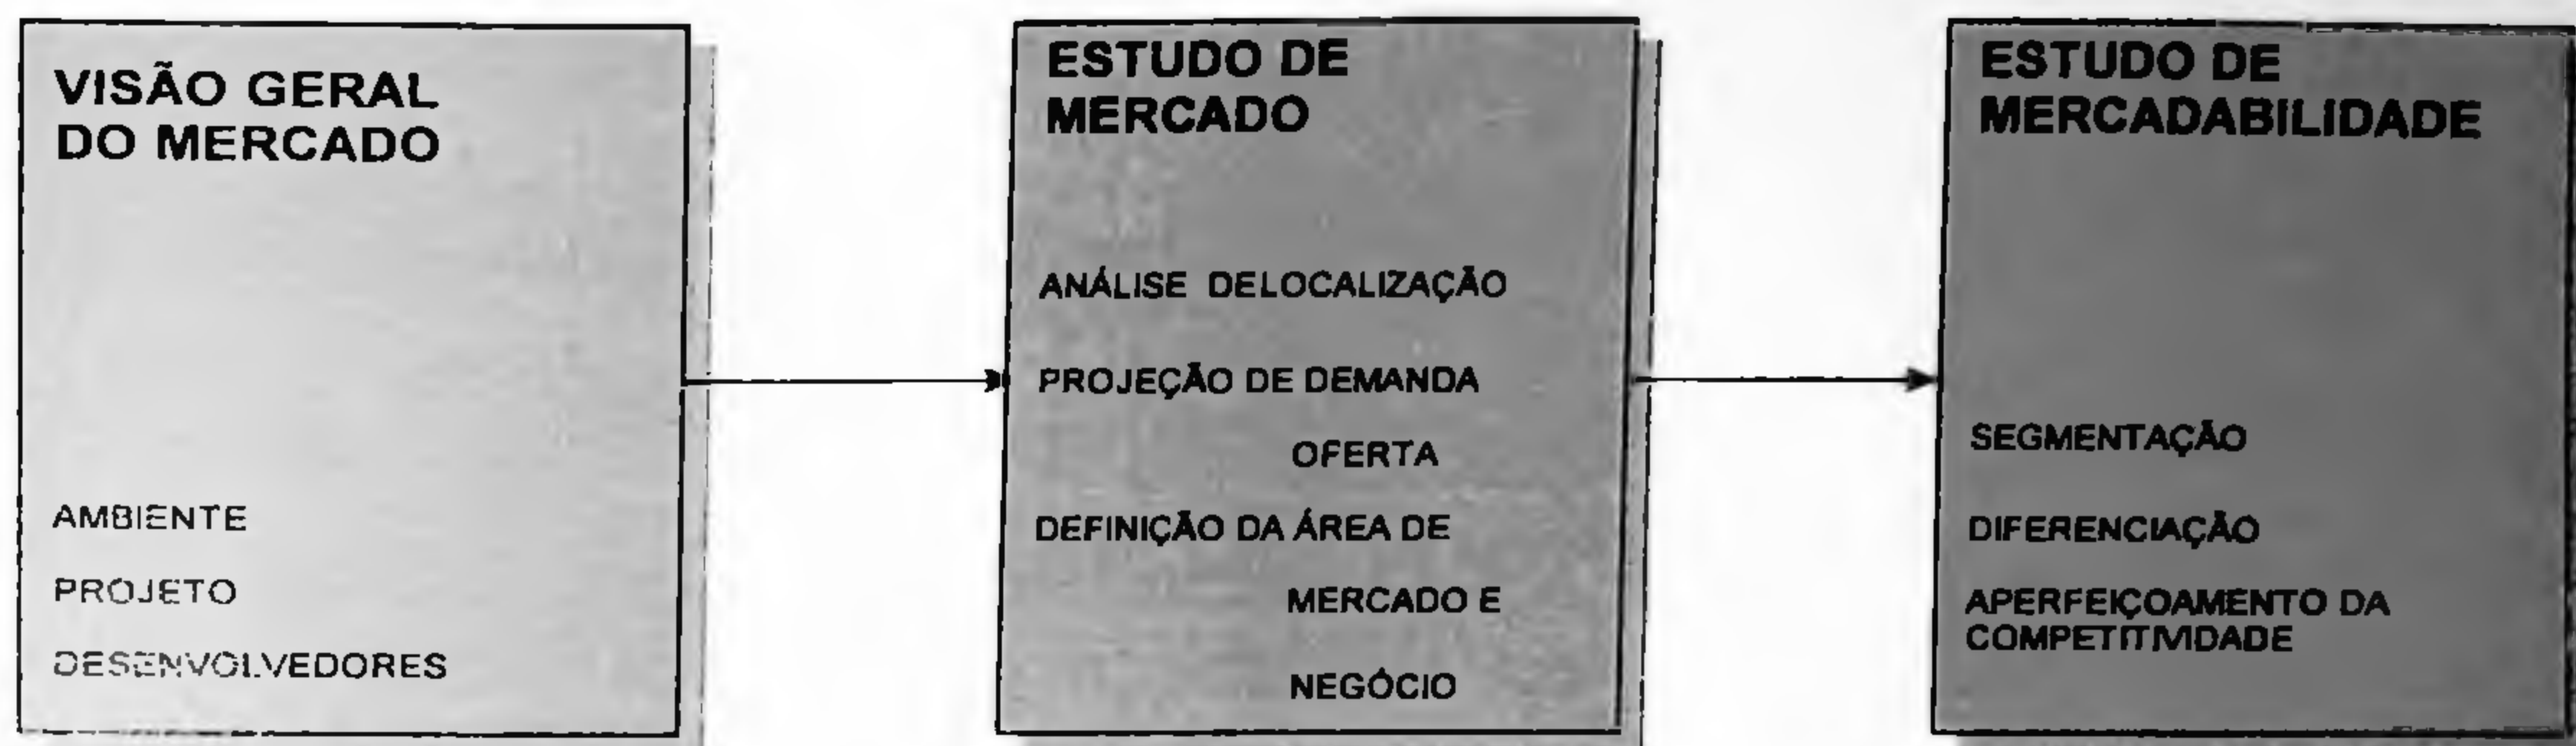 VISÃO GERAL
DO MERCADO
AMBIENTE
PROJETO
DESENVOLVEDORES
ESTUDO DE
MERCADO
ANÁLISE DELOCALIZAÇÃO
PROJEÇÃO DE DEMANDA
OFERTA
DEFINIÇÃO DA ÁREA DE
MERCADO E
NEGÓCIO
ESTUDO DE
MERCADABILIDADE
SEGMENTAÇÃO
DIFERENCIAÇÃO
APERFEIÇOAMENTO DA
COMPETITIVIDADE